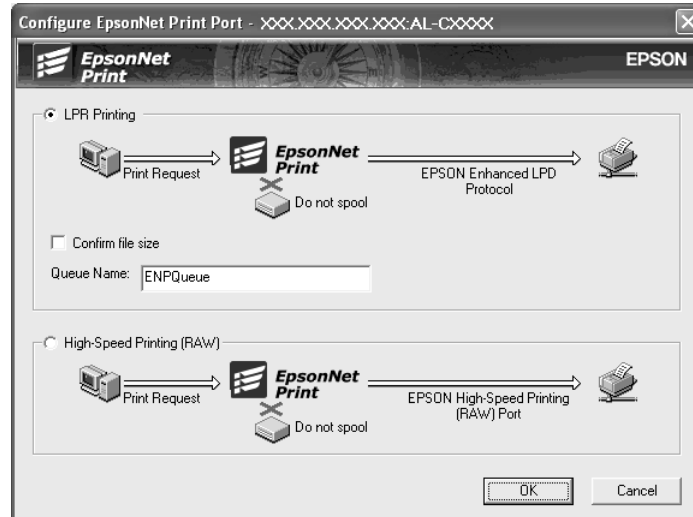 Configure EpsonNet Print Port - XXX.XXX.XXX.XXX:AL-CXXXX
EpsonNet
Print
EPSON
LPR Printing
Print Request
EpsonNet
Print
EPSON Enhanced LPD
Protocol
Do not spool
Confirm file size
Queue Name: ENPQueue
High-Speed Printing (RAW)
Print Request
EpsonNet
Print
EPSON High-Speed Printing
(RAW) Port
Do not spool
OK
Cancel